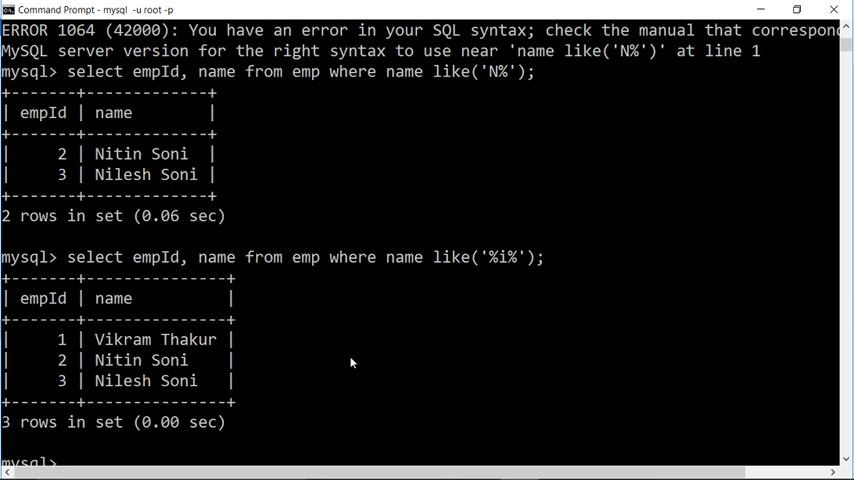 Command Prompt - mysql -u root -p
ERROR 1064 (42000): You have an error in your SQL syntax; check the manual that correspond
MySQL server version for the right syntax to use near 'name like('N%')' at line 1
mysql> select empId, name from emp where name like('N%');
+-------+-------------+
| empId | name        |
+-------+-------------+
|     2 | Nitin Soni  |
|     3 | Nilesh Soni |
+-------+-------------+
2 rows in set (0.06 sec)
mysql> select empId, name from emp where name like('%i%');
+-------+---------------+
| empId | name          |
+-------+---------------+
|     1 | Vikram Thakur |
|     2 | Nitin Soni    |
|     3 | Nilesh Soni   |
+-------+---------------+
3 rows in set (0.00 sec)
mysql>